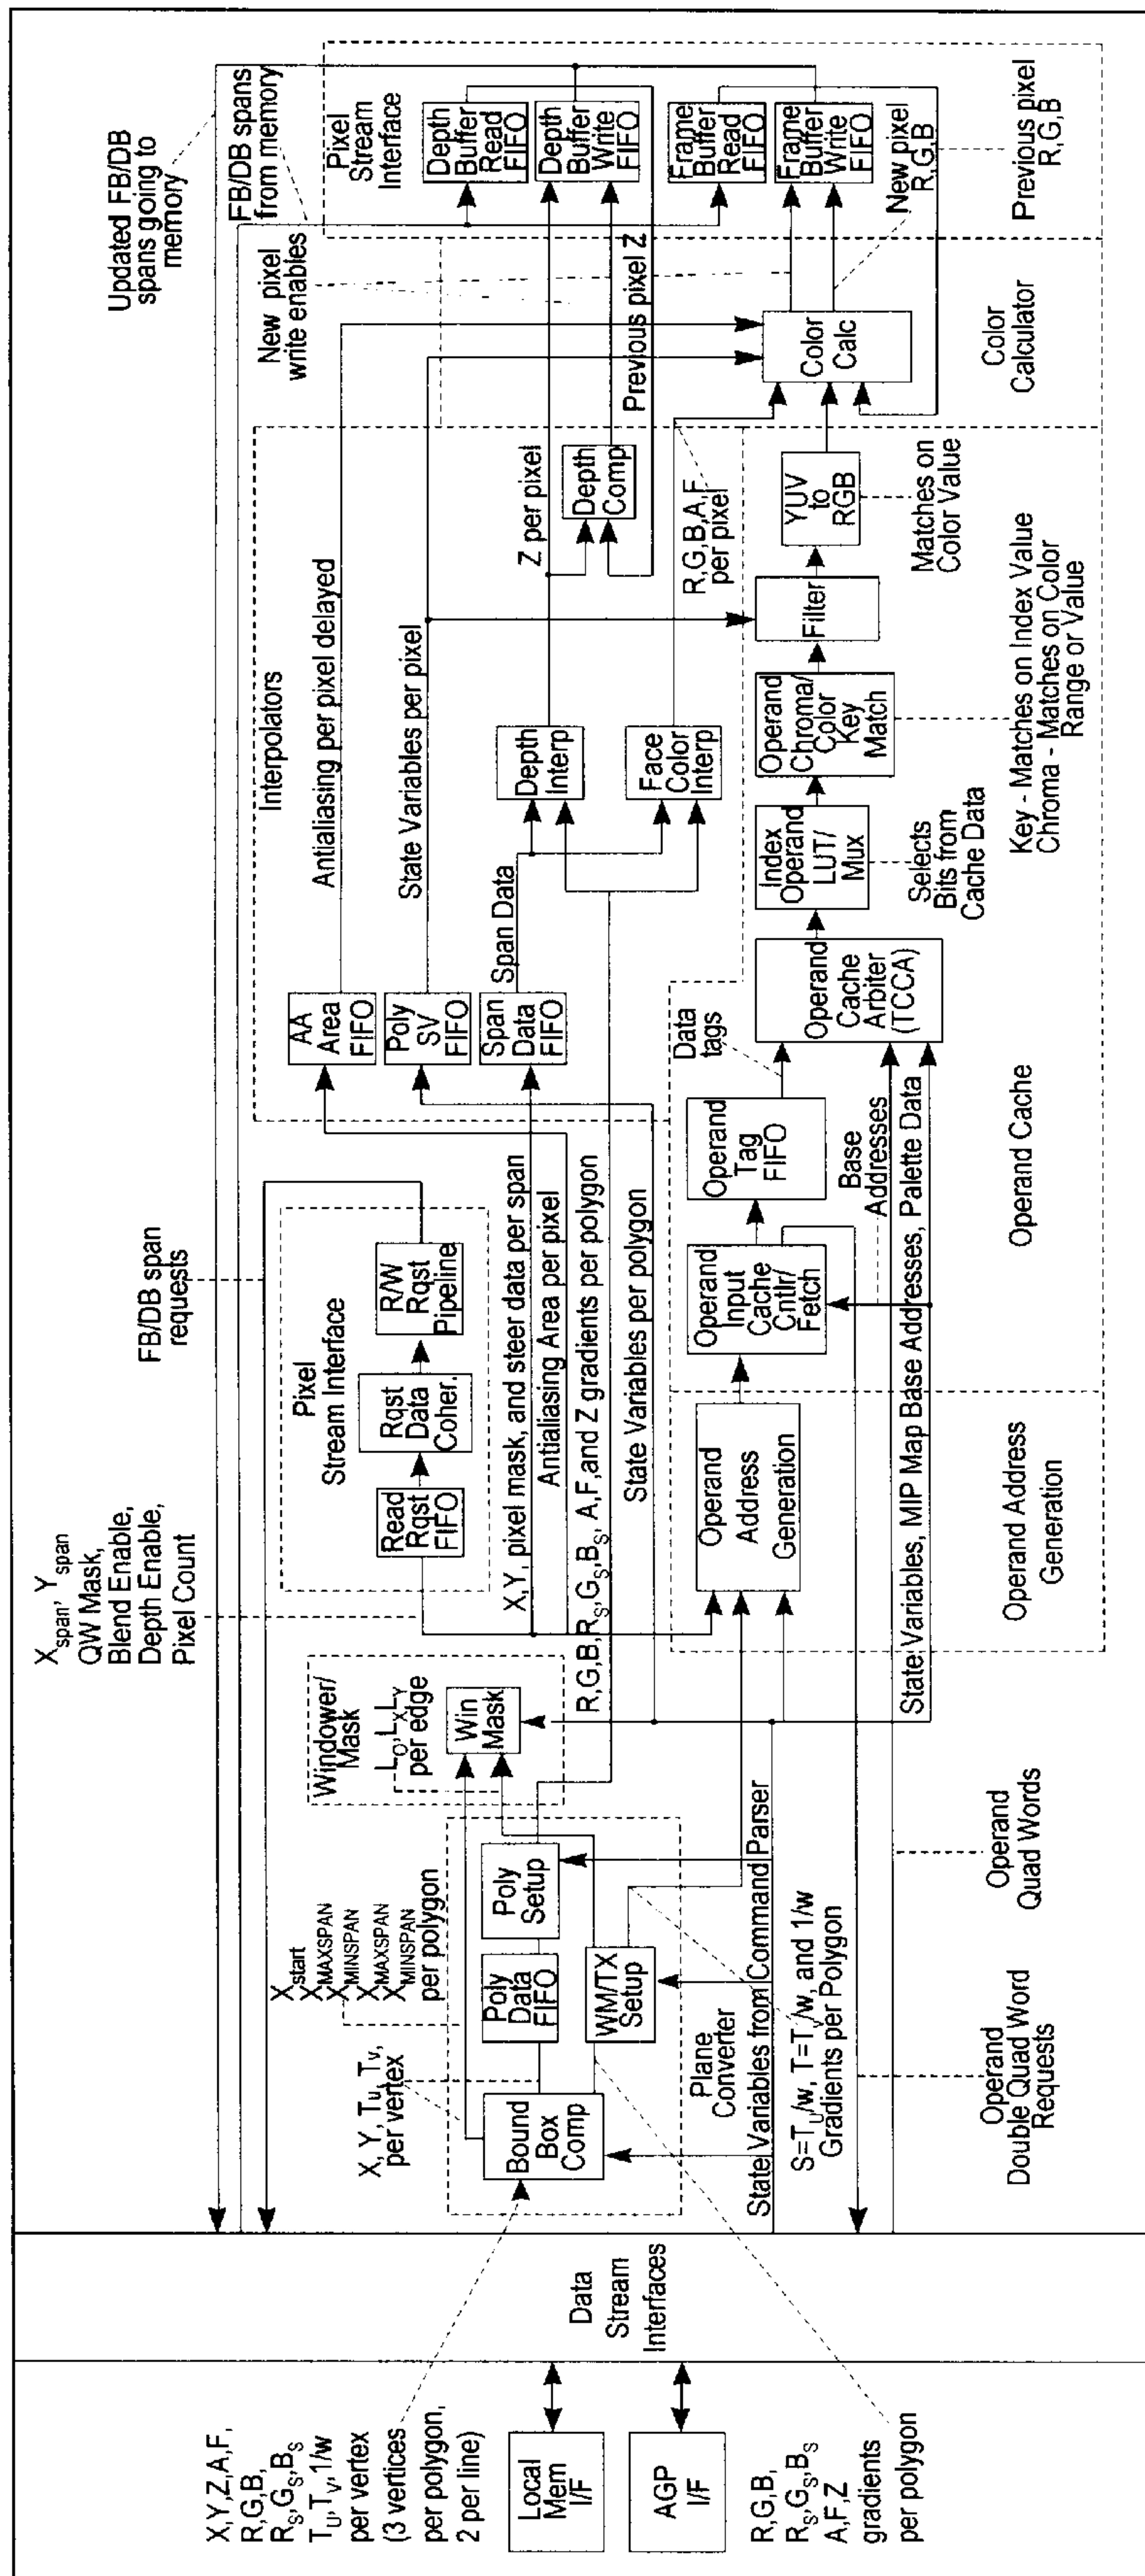 X,Y,Z,A,F,
R,G,B,
R_S,G_S,B_S
T_U,T_V,1/w
per vertex
(3 vertices
per polygon,
2 per line)
Local
Mem
I/F
AGP
I/F
R,G,B,
R_S,G_S,B_S
A,F,Z
gradients
per polygon
Data
Stream
Interfaces
X, Y, T_U, T_V,
per vertex
X_start
X_MAXSPAN
X_MINSPAN
X_MAXSPAN
X_MINSPAN
per polygon
Bound
Box
Comp
Poly
Data
FIFO
Poly
Setup
WM/TX
Setup
Plane
Converter
State Variables from Command Parser
S=T_U/w, T=T_V/w, and 1/w
Gradients per Polygon
Operand
Double Quad Word
Requests
Operand
Quad Words
Windower/
Mask
L_O,L_X,L_Y
per edge
Win
Mask
X_span, Y_span
QW Mask,
Blend Enable,
Depth Enable,
Pixel Count
FB/DB span
requests
Pixel
Stream Interface
Read
Rqst
FIFO
Rqst
Data
Coher.
R/W
Rqst
Pipeline
X,Y, pixel mask, and steer data per span
Antialiasing Area per pixel
R,G,B,R_S,G_S,B_S, A,F,and Z gradients per polygon
State Variables per polygon
Operand
Address
Generation
Operand Address
Generation
State Variables, MIP Map Base Addresses, Palette Data
Operand
Input
Cache
Cntlr/
Fetch
Operand
Tag
FIFO
Base
Addresses
Data
tags
Operand Cache
Operand
Cache
Arbiter
(TCCA)
Index
Operand
LUT/
Mux
Selects
Bits from
Cache Data
Operand
Chroma/
Color
Key
Match
Key - Matches on Index Value
Chroma - Matches on Color
Range or Value
Filter
YUV
to
RGB
Matches on
Color Value
AA
Area
FIFO
Poly
SV
FIFO
Span
Data
FIFO
Span Data
Interpolators
Antialiasing per pixel delayed
State Variables per pixel
Depth
Interp
Face
Color
Interp
Z per pixel
Depth
Comp
R,G,B,A,F
per pixel
Updated FB/DB
spans going to
memory
New pixel
write enables
FB/DB spans
from memory
Previous pixel Z
Color
Calc
Color
Calculator
Pixel
Stream
Interface
Depth
Buffer
Read
FIFO
Depth
Buffer
Write
FIFO
Frame
Buffer
Read
FIFO
Frame
Buffer
Write
FIFO
New pixel
R,G,B
Previous pixel
R,G,B